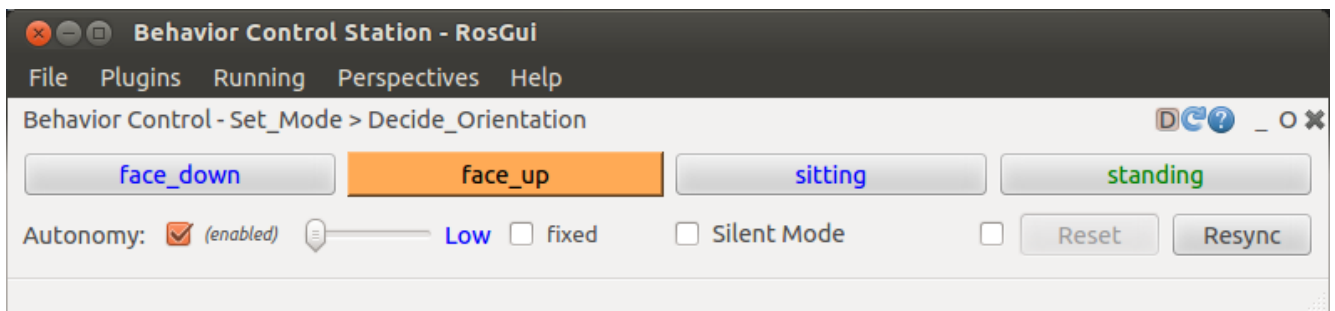 Behavior Control Station - RosGui
File Plugins Running Perspectives Help
Behavior Control - Set_Mode > Decide_Orientation D ? _ O ✖
face_down face_up sitting standing
Autonomy: (enabled) Low fixed Silent Mode Reset Resync